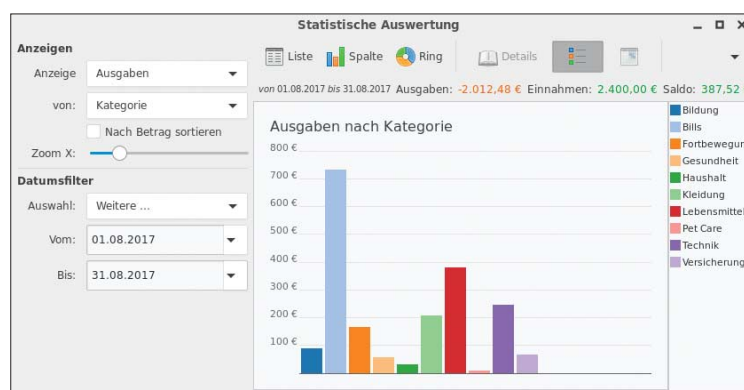 Statistische Auswertung
Anzeigen
Anzeige Ausgaben
von: Kategorie
Nach Betrag sortieren
Zoom X:
Datumsfilter
Auswahl: Weitere ...
Vom: 01.08.2017
Bis: 31.08.2017
Liste Spalte Ring Details
von 01.08.2017 bis 31.08.2017 Ausgaben: -2.012,48 € Einnahmen: 2.400,00 € Saldo: 387,52
Ausgaben nach Kategorie
800 €
700 €
600 €
500 €
400 €
300 €
200 €
100 €
Bildung
Bills
Fortbewegun
Gesundheit
Haushalt
Kleidung
Lebensmittel
Pet Care
Technik
Versicherung